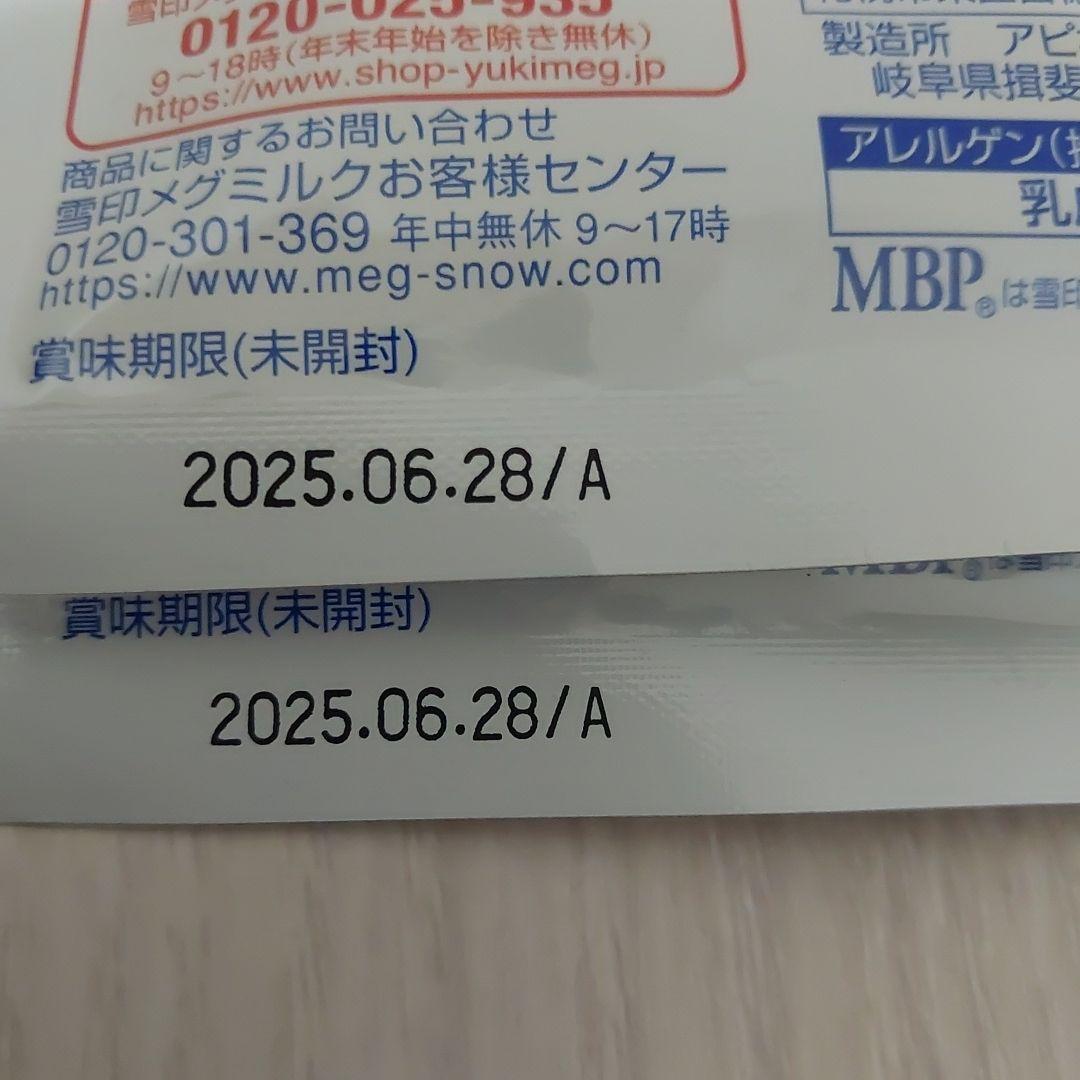 雪印メグ
0120-025-935
9~18時(年末年始を除き無休)
https://www.shop-yukimeg.jp
商品に関するお問い合わせ
雪印メグミルクお客様センター
0120-301-369 年中無休 9~17時
https://www.meg-snow.com
賞味期限(未開封)
2025.06.28/A
製造所 アピ
岐阜県揖斐
アレルゲン(
乳
MBP®は雪印
賞味期限(未開封)
2025.06.28/A